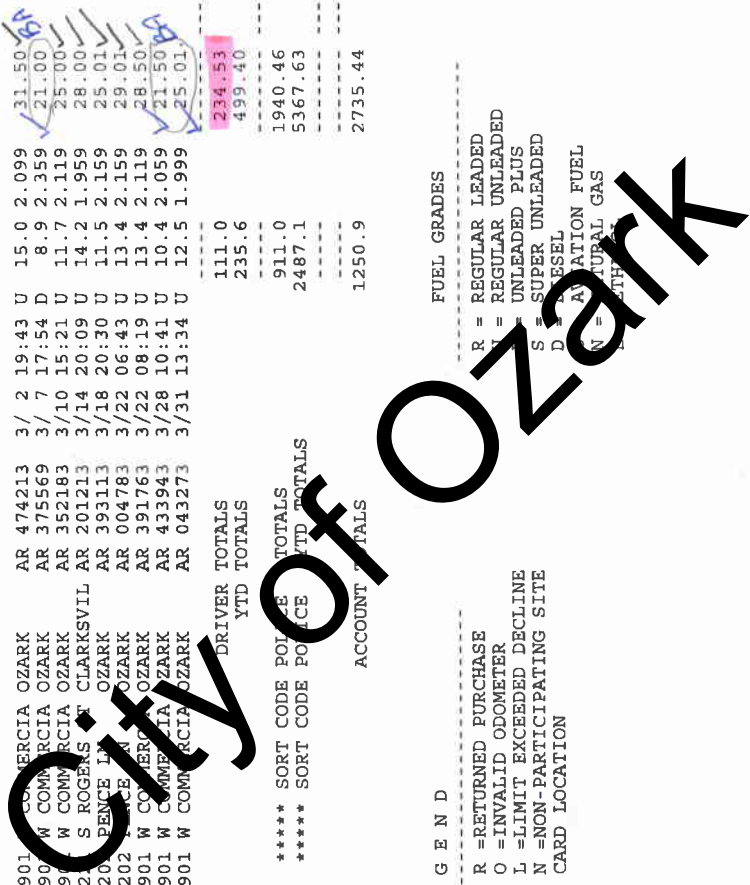 901 W COMMERCIA OZARK AR 474213 3/ 2 19:43 U 15.0 2.099 31.50
W COMMERCIA OZARK AR 375569 3/ 7 17:54 D 8.9 2.359 21.00 BA
W COMMERCIA OZARK AR 352183 3/10 15:21 U 11.7 2.119 25.00
S ROGERS CLARKSVIL AR 201213 3/14 20:09 U 14.2 1.959 28.00
202 PENCE LN OZARK AR 393113 3/18 20:30 U 11.5 2.159 25.01
202 PENCE LN OZARK AR 004783 3/22 06:43 U 13.4 2.159 29.01
901 W COMMERCIA OZARK AR 391763 3/22 08:19 U 13.4 2.119 28.50
901 W COMMERCIA OZARK AR 433943 3/28 10:41 U 10.4 2.059 21.50 BA
901 W COMMERCIA OZARK AR 043273 3/31 13:34 U 12.5 1.999 25.01
DRIVER TOTALS 111.0 234.53
YTD TOTALS 235.6 499.40
***** SORT CODE POLICE TOTALS 911.0 1940.46
***** SORT CODE POLICE YTD TOTALS 2487.1 5367.63
ACCOUNT TOTALS 1250.9 2735.44
G E N D FUEL GRADES
R =RETURNED PURCHASE R = REGULAR LEADED
O =INVALID ODOMETER = REGULAR UNLEADED
L =LIMIT EXCEEDED DECLINE = UNLEADED PLUS
N =NON-PARTICIPATING SITE S = SUPER UNLEADED
CARD LOCATION D = DIESEL
= AVIATION FUEL
N = NATURAL GAS
City of Ozark